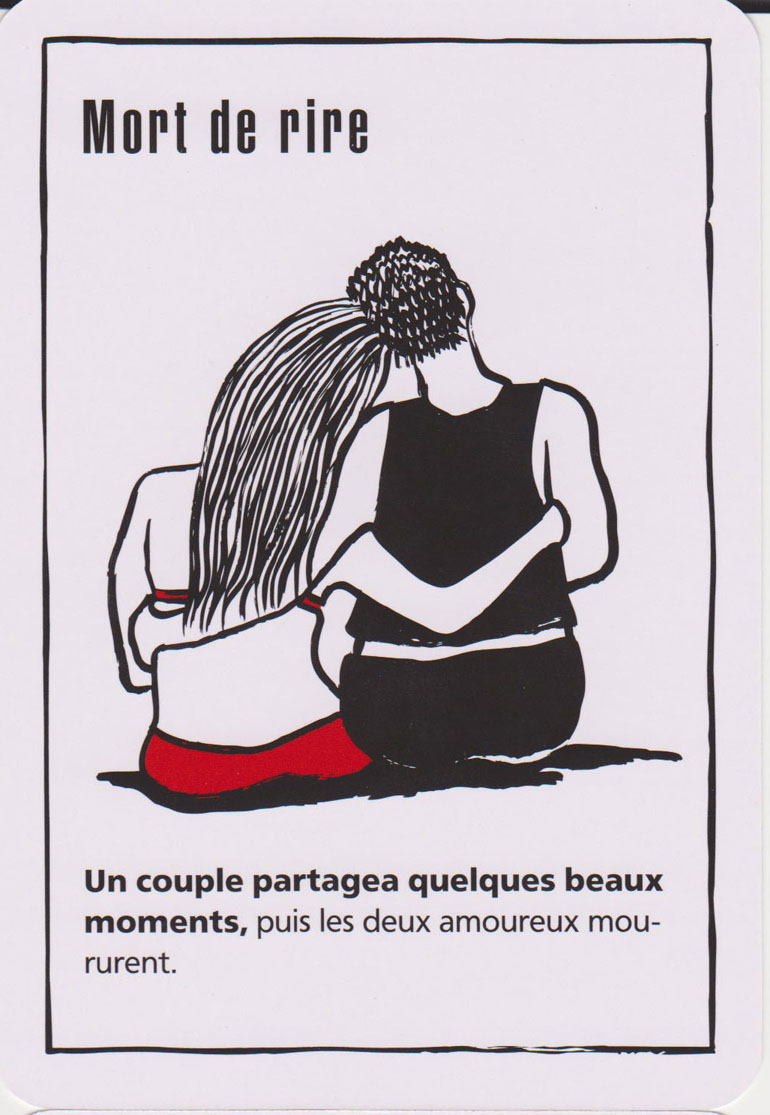 Mort de rire
Un couple partagea quelques beaux
moments, puis les deux amoureux mou-
rurent.